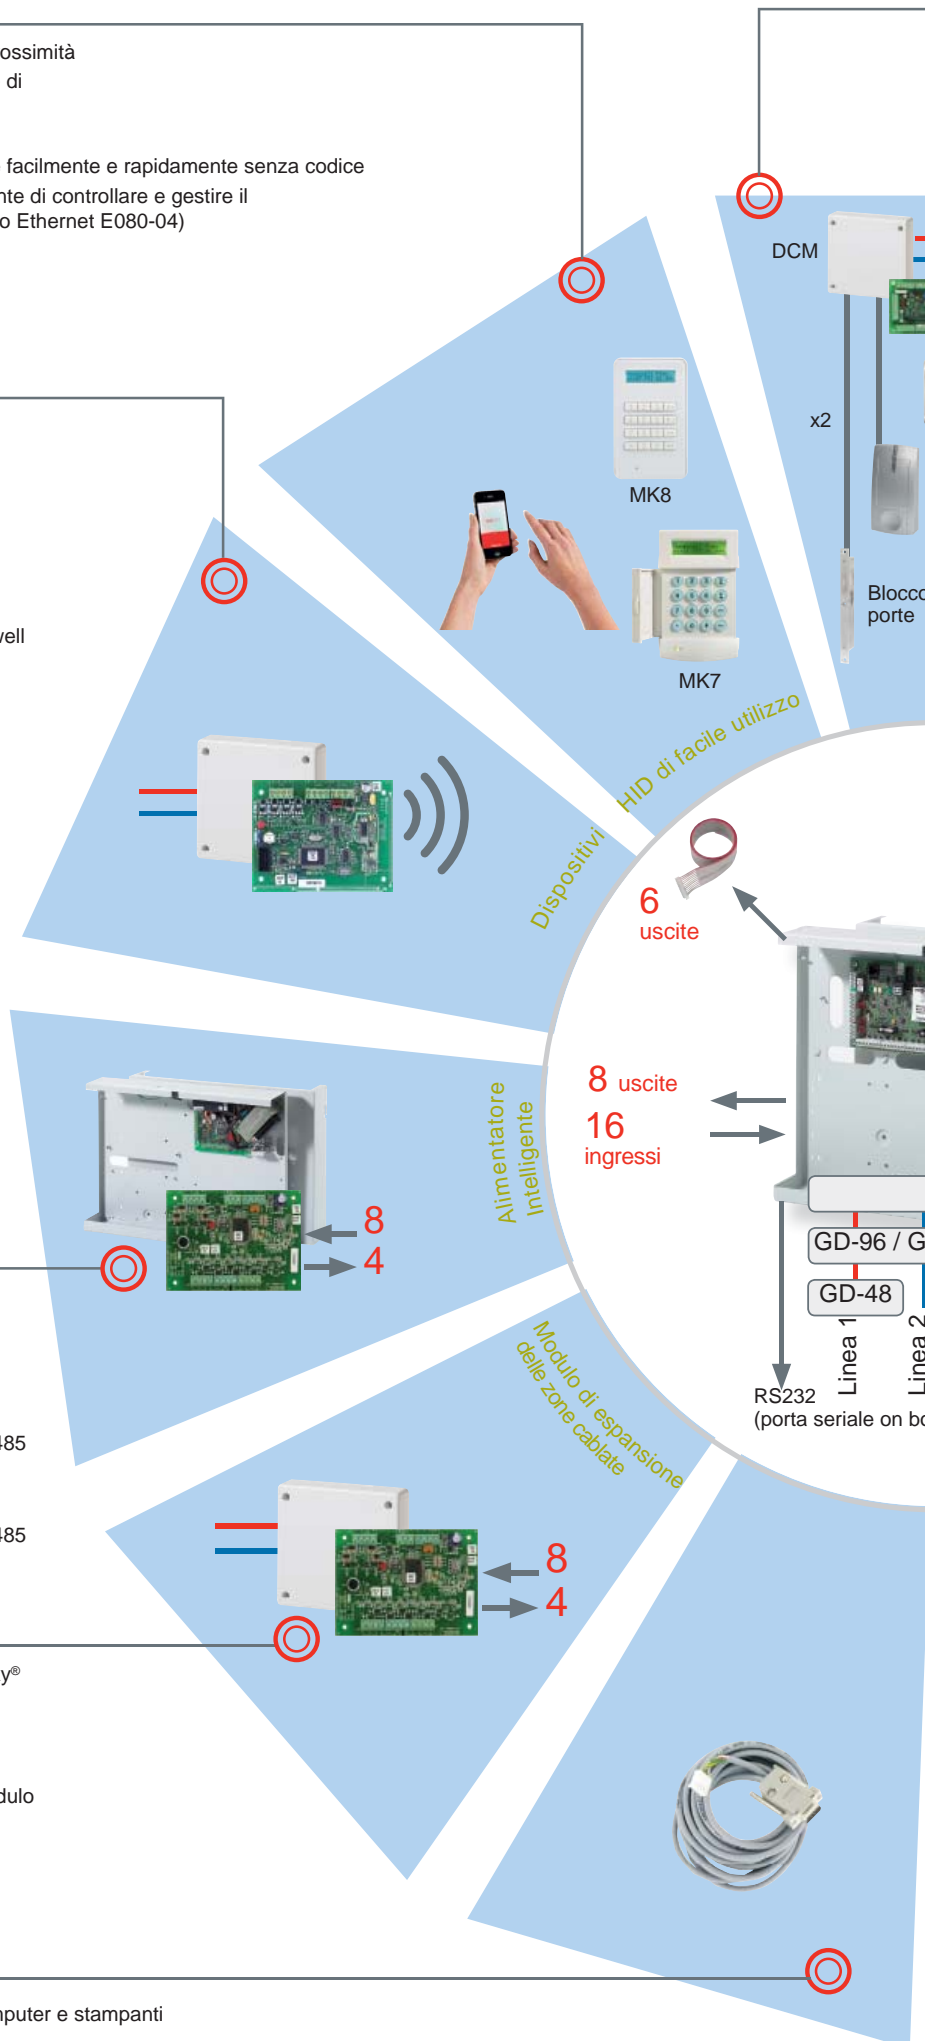 ossimità
di
facilmente e rapidamente senza codice
nte di controllare e gestire il
o Ethernet E080-04)
DCM
x2
Blocco
porte
MK8
MK7
well
HID di facile utilizzo
Dispositivi
6
uscite
8 uscite
16
ingressi
Alimentatore
Intelligente
8
4
GD-96 / G
GD-48
Linea 1
Linea 2
RS232
(porta seriale on bo
Modulo di espansione
delle zone cablate
485
485
8
4
y®
dulo
nputer e stampanti